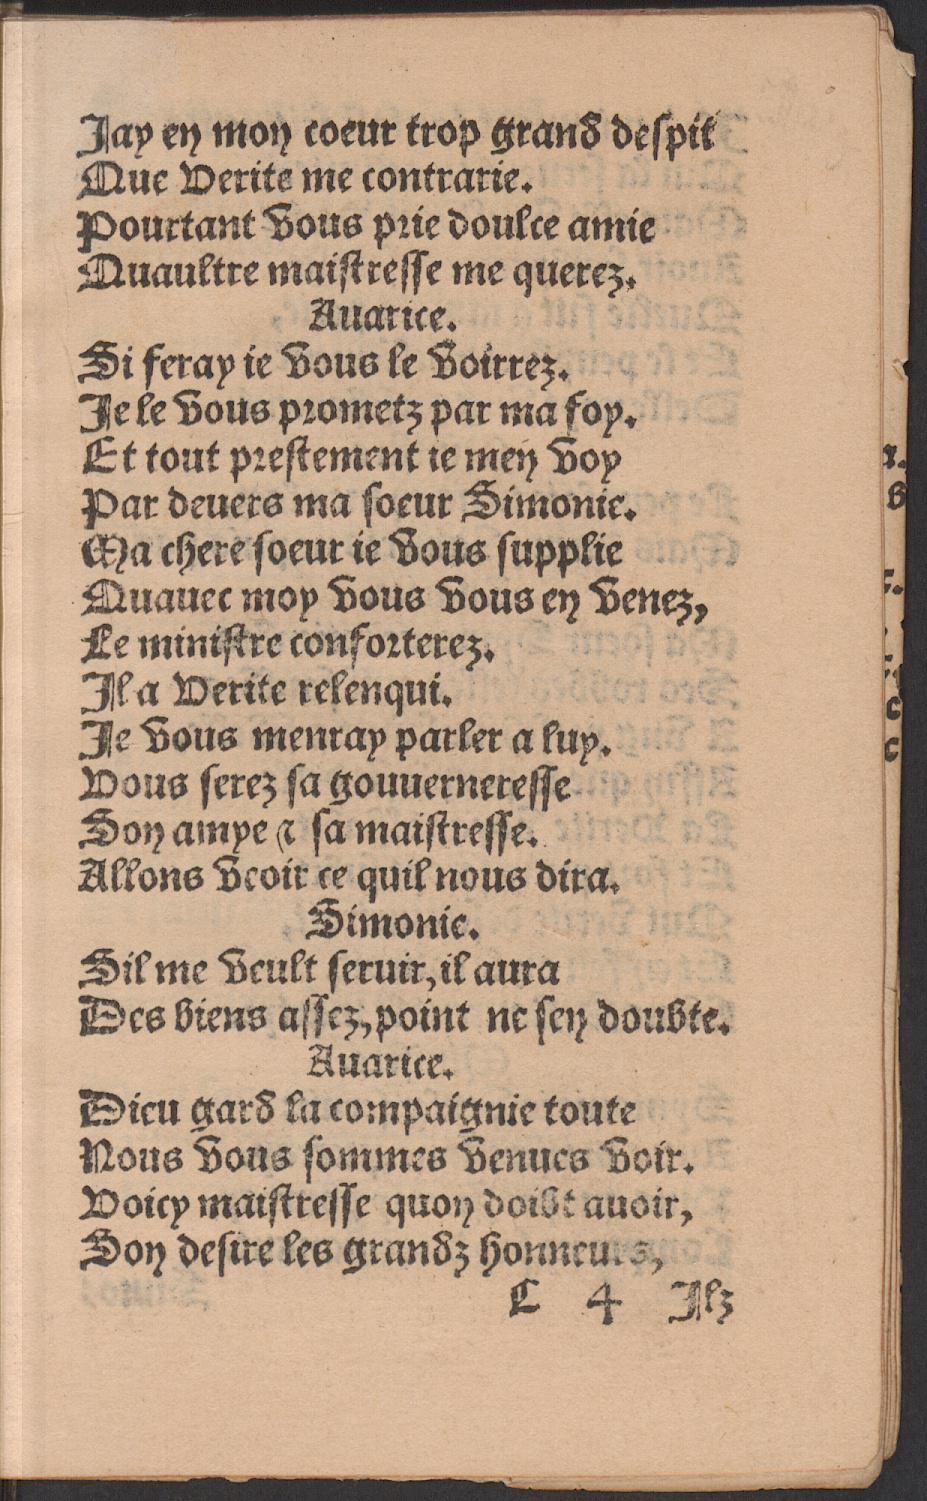 Jay en mon coeur trop grand despit
Que Verite me contrarie.
Pourtant vous prie doulce amie
Quaultre maistresse me querez.
Auarice.
Si feray ie vous le voirrez.
Je le vous prometz par ma foy.
Et tout prestement ie men voy
Par deuers ma soeur Simonie.
Ma chere soeur ie vous supplie
Quauec moy vous vous en venez,
Le ministre conforterez.
Jl a Verite relenqui.
Je vous menray parler a luy.
Vous serez sa gouuerneresse
Son amye ⁊ sa maistresse.
Allons veoir ce quil nous dira.
Simonie.
Sil me veult seruir, il aura
Des biens assez, point ne sen doubte.
Auarice.
Dieu gard la compaignie toute
Nous vous sommes venues voir.
Voicy maistresse quon doibt auoir,
Son desire les grandz honneurs,
C 4 Jlz